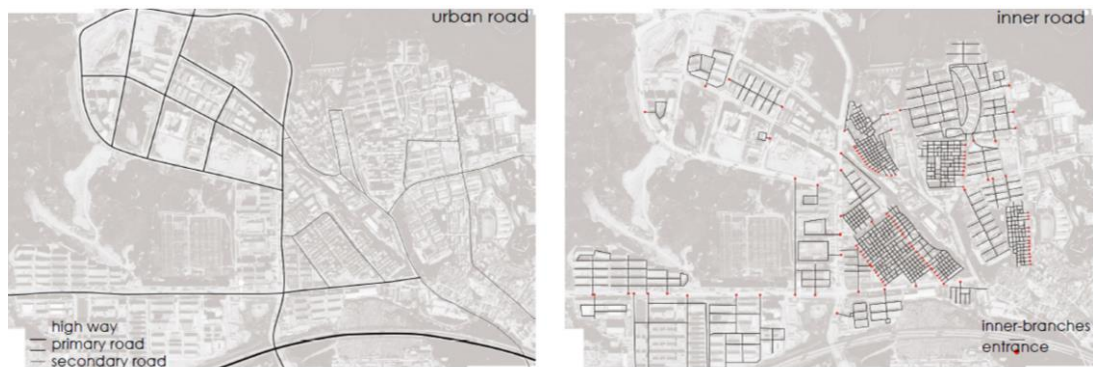 urban road
high way
primary road
secondary road
inner road
inner-branches
entrance